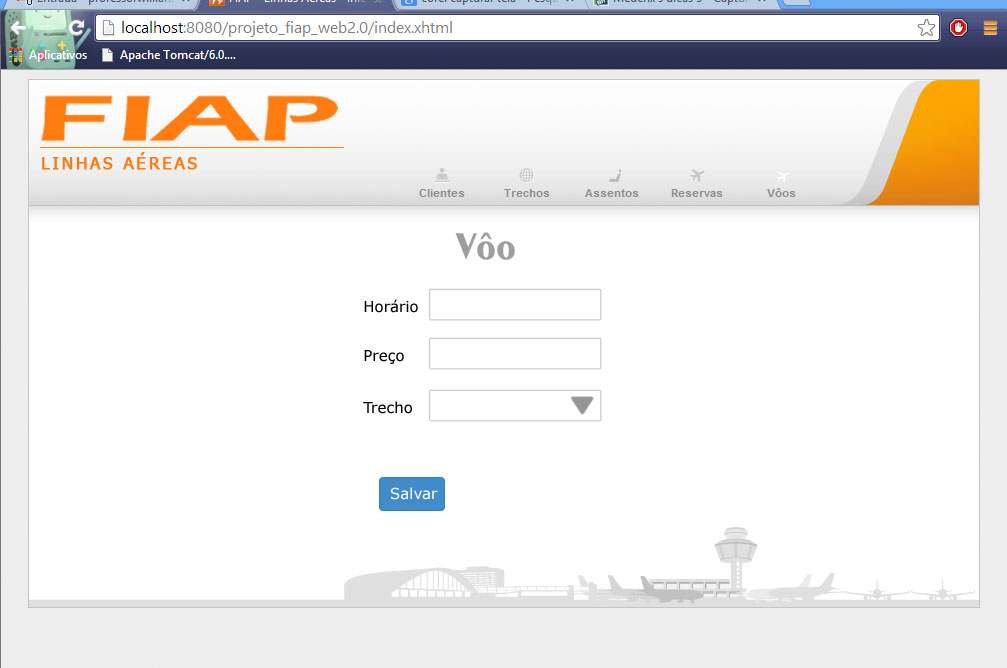 localhost:8080/projeto_fiap_web2.0/index.xhtml
Aplicativos Apache Tomcat/6.0....
FIAP
LINHAS AÉREAS
Clientes Trechos Assentos Reservas Vôos
Vôo
Horário
Preço
Trecho
Salvar